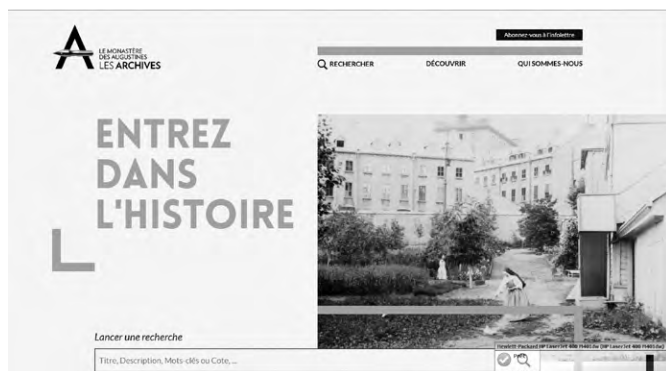 Abonnez-vous à l'infolettre
LE MONASTÈRE
DES AUGUSTINES
LES ARCHIVES
RECHERCHER
DÉCOUVRIR
QUI SOMMES-NOUS
ENTREZ
DANS
L'HISTOIRE
Lancer une recherche
Titre, Description, Mots-clés ou Cote, ...